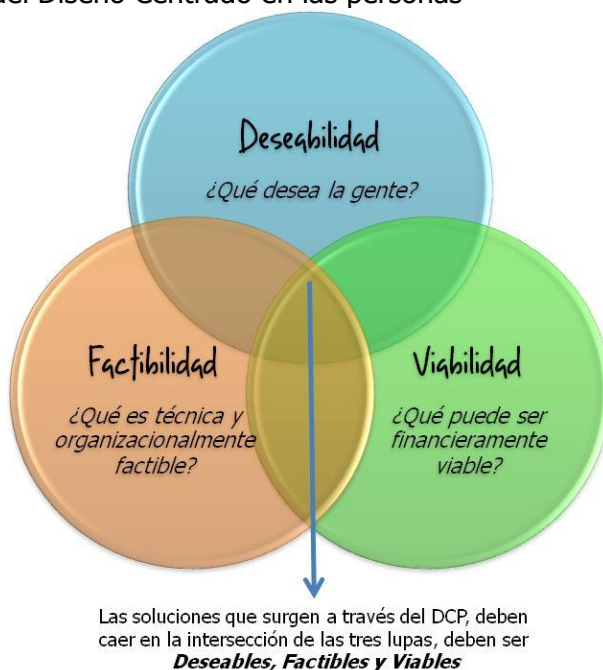 del Diseño Centrado en las personas
Deseabilidad
¿Qué desea la gente?
Factibilidad
¿Qué es técnica y
organizacionalmente
factible?
Viabilidad
¿Qué puede ser
financieramente
viable?
Las soluciones que surgen a través del DCP, deben
caer en la intersección de las tres lupas, deben ser
Deseables, Factibles y Viables